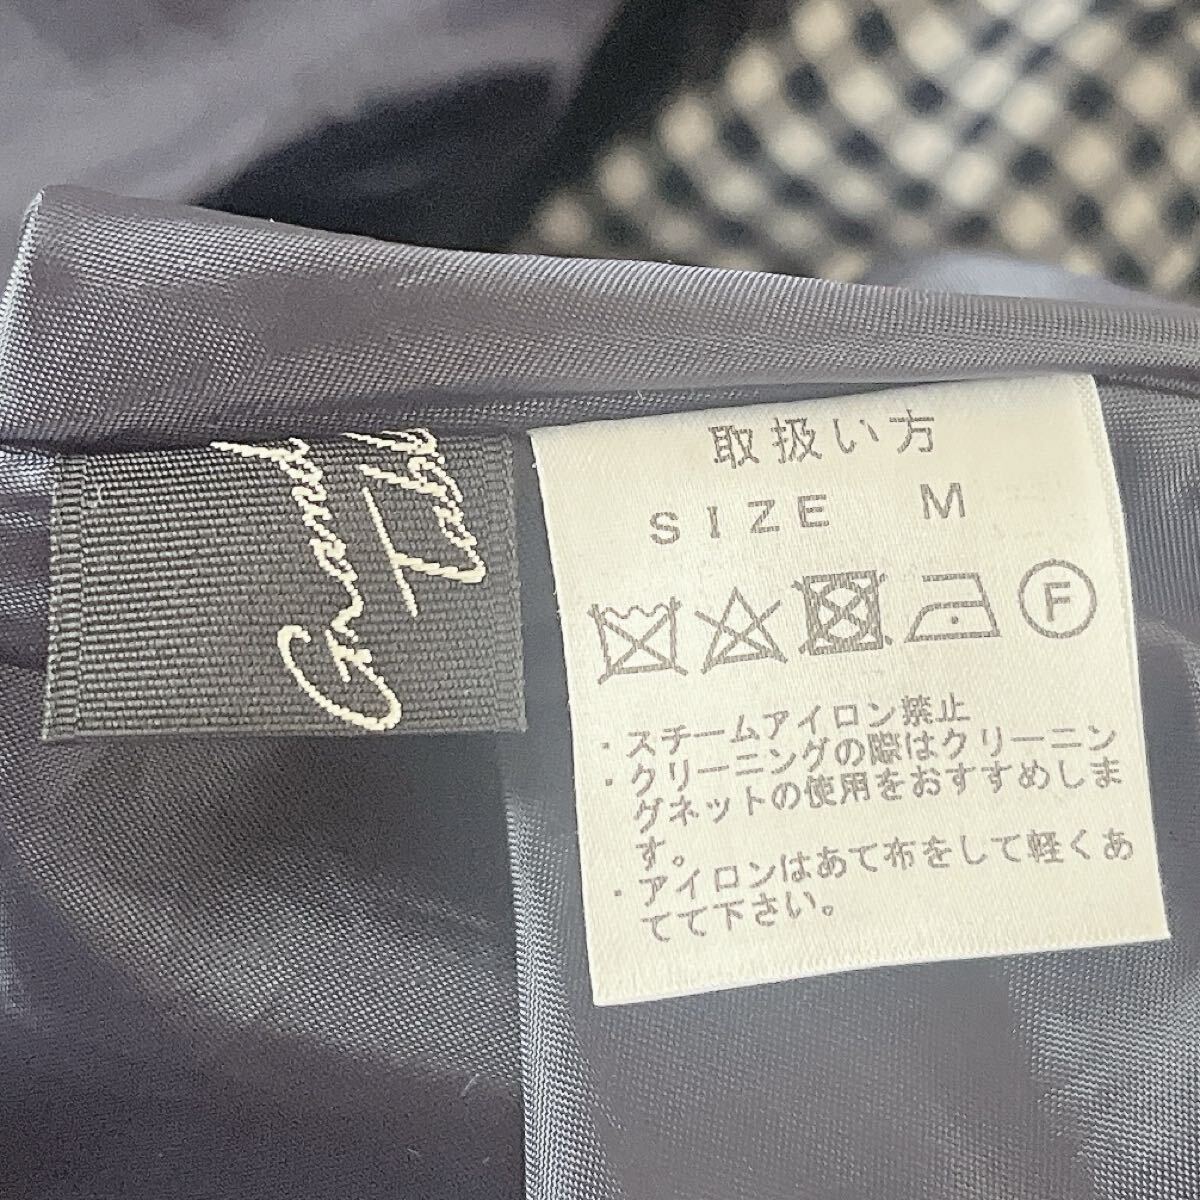 取扱い方
SIZE M
F
・スチームアイロン禁止
・クリーニングの際はクリーニン
グネットの使用をおすすめしま
す。
・アイロンはあて布をして軽くあ
てて下さい。